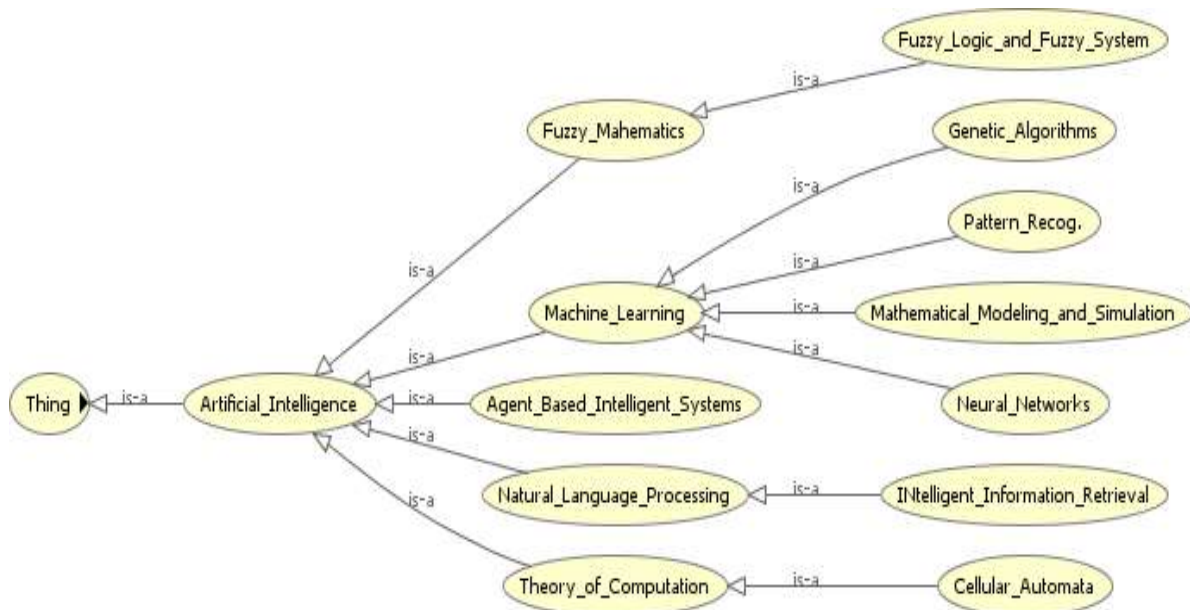 Fuzzy_Logic_and_Fuzzy_System
is-a
Fuzzy_Mahematics
Genetic_Algorithms
is-a
Pattern_Recog.
is-a
is-a
Machine_Learning
is-a
Mathematical_Modeling_and_Simulation
is-a
is-a
Thing
is-a
Artificial_Intelligence
is-a
Agent_Based_Intelligent_Systems
Neural_Networks
is-a
Natural_Language_Processing
is-a
INtelligent_Information_Retrieval
is-a
Theory_of_Computation
is-a
Cellular_Automata